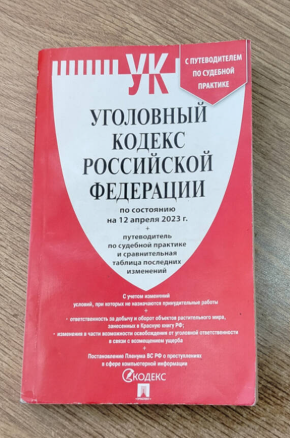 УК
С ПУТЕВОДИТЕЛЕМ
ПО СУДЕБНОЙ
ПРАКТИКЕ
УГОЛОВНЫЙ
КОДЕКС
РОССИЙСКОЙ
ФЕДЕРАЦИИ
по состоянию
на 12 апреля 2023 г.
+
путеводитель
по судебной практике
и сравнительная
таблица последних
изменений
С учетом изменений
условий, при которых не назначаются принудительные работы
+
- ответственность за добычу и оборот объектов растительного мира,
занесенных в Красную книгу РФ;
- изменения в части возможности освобождения от уголовной ответственности
в связи с возмещением ущерба
+
Постановление Пленума ВС РФ о преступлениях
в сфере компьютерной информации
КОДЕКС